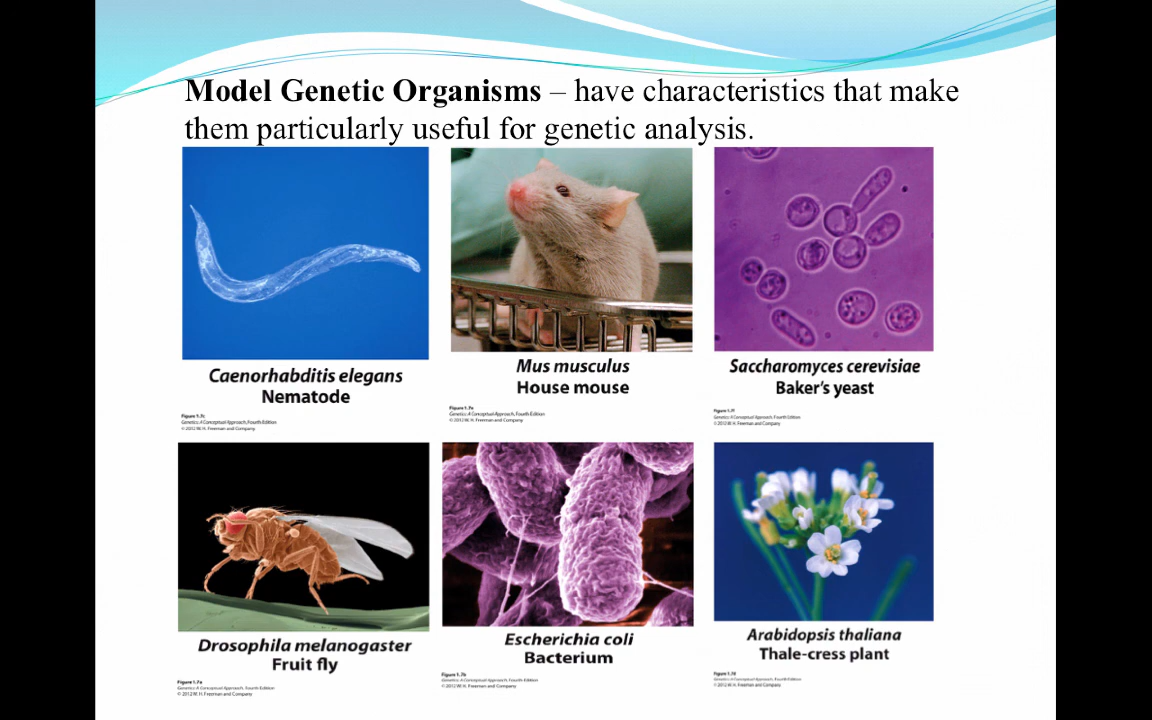 Model Genetic Organisms – have characteristics that make
them particularly useful for genetic analysis.
Caenorhabditis elegans
Nematode
Figure 1.7c
Genetics: A Conceptual Approach, Fourth Edition
© 2012 W. H. Freeman and Company
Mus musculus
House mouse
Figure 1.7e
Genetics: A Conceptual Approach, Fourth Edition
© 2012 W. H. Freeman and Company
Saccharomyces cerevisiae
Baker's yeast
Figure 1.7f
Genetics: A Conceptual Approach, Fourth Edition
© 2012 W. H. Freeman and Company
Drosophila melanogaster
Fruit fly
Figure 1.7a
Genetics: A Conceptual Approach, Fourth Edition
© 2012 W. H. Freeman and Company
Escherichia coli
Bacterium
Figure 1.7b
Genetics: A Conceptual Approach, Fourth Edition
© 2012 W. H. Freeman and Company
Arabidopsis thaliana
Thale-cress plant
Figure 1.7d
Genetics: A Conceptual Approach, Fourth Edition
© 2012 W. H. Freeman and Company